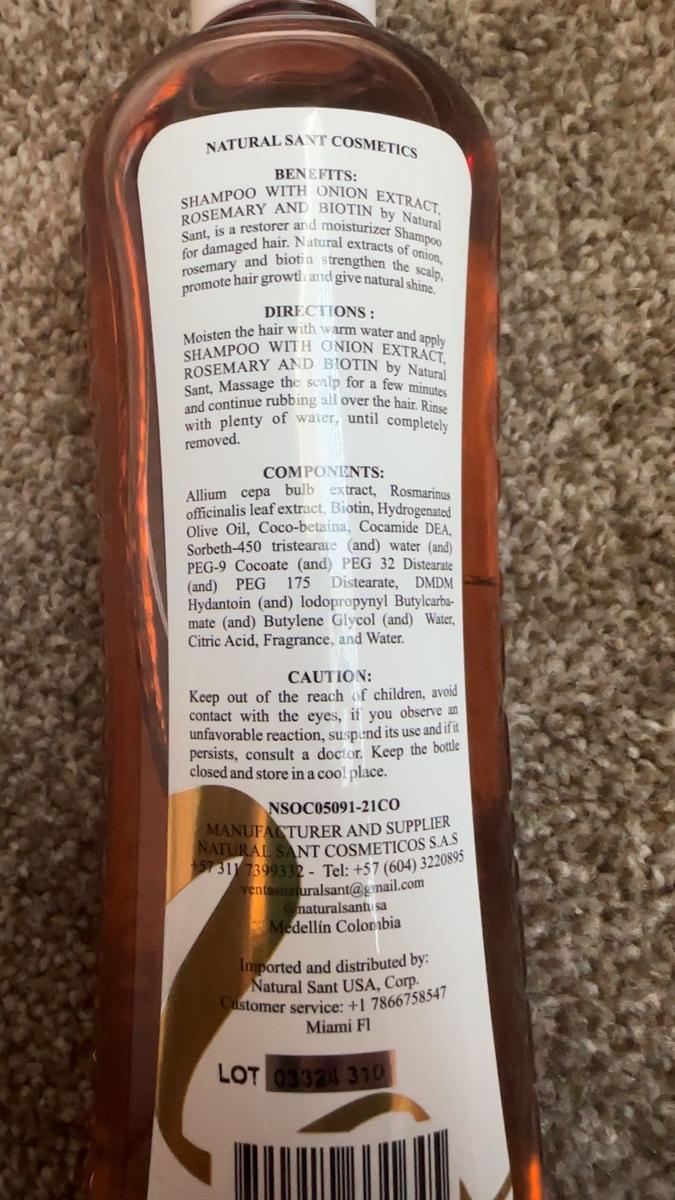 NATURAL SANT COSMETICS
BENEFITS:
SHAMPOO WITH ONION EXTRACT,
ROSEMARY AND BIOTIN by Natural
Sant, is a restorer and moisturizer Shampoo
for damaged hair. Natural extracts of onion,
rosemary and biotin strengthen the scalp,
promote hair growth and give natural shine.
DIRECTIONS :
Moisten the hair with warm water and apply
SHAMPOO WITH ONION EXTRACT,
ROSEMARY AND BIOTIN by Natural
Sant, Massage the scalp for a few minutes
and continue rubbing all over the hair. Rinse
with plenty of water, until completely
removed.
COMPONENTS:
Allium cepa bulb extract, Rosmarinus
officinalis leaf extract, Biotin, Hydrogenated
Olive Oil, Coco-betaina, Cocamide DEA,
Sorbeth-450 tristearate (and) water (and)
PEG-9 Cocoate (and) PEG 32 Distearate
(and) PEG 175 Distearate, DMDM
Hydantoin (and) lodopropynyl Butylcarba-
mate (and) Butylene Glycol (and) Water,
Citric Acid, Fragrance, and Water.
CAUTION:
Keep out of the reach of children, avoid
contact with the eyes, if you observe an
unfavorable reaction, suspend its use and if it
persists, consult a doctor. Keep the bottle
closed and store in a cool place.
NSOC05091-21CO
MANUFACTURER AND SUPPLIER
NATURAL SANT COSMETICOS S.A.S
+57 311 7399332 - Tel: +57 (604) 3220895
ventasnaturalsant@gmail.com
@naturalsantusa
Medellín Colombia
Imported and distributed by:
Natural Sant USA, Corp.
Customer service: +1 7866758547
Miami Fl
LOT 03324 310